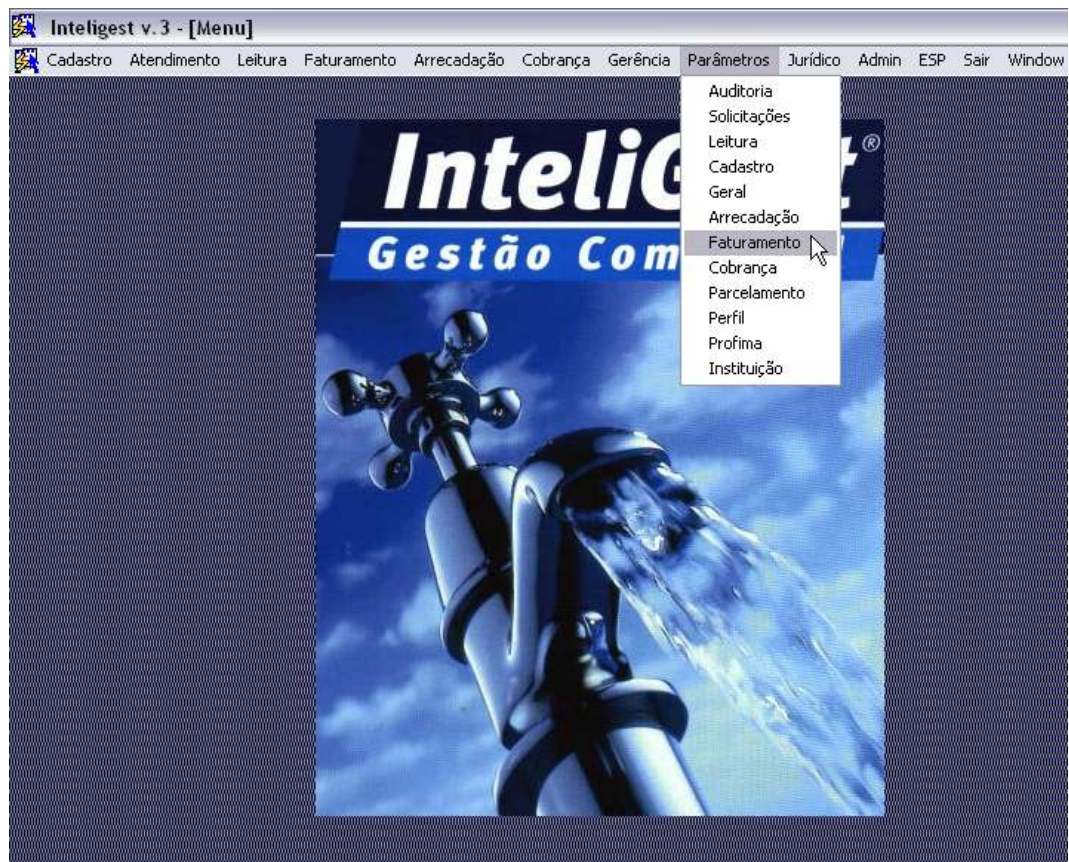 Inteligest v.3 - [Menu]
Cadastro Atendimento Leitura Faturamento Arrecadação Cobrança Gerência Parâmetros Jurídico Admin ESP Sair Window
Auditoria
Solicitações
Leitura
Cadastro
Geral
Arrecadação
Faturamento
Cobrança
Parcelamento
Perfil
Profima
Instituição
InteliG t®
Gestão Com l